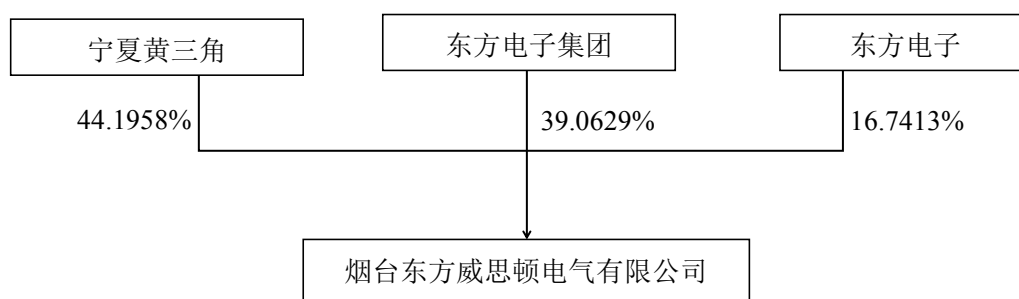 宁夏黄三角
东方电子集团
东方电子
44.1958%
39.0629%
16.7413%
烟台东方威思顿电气有限公司